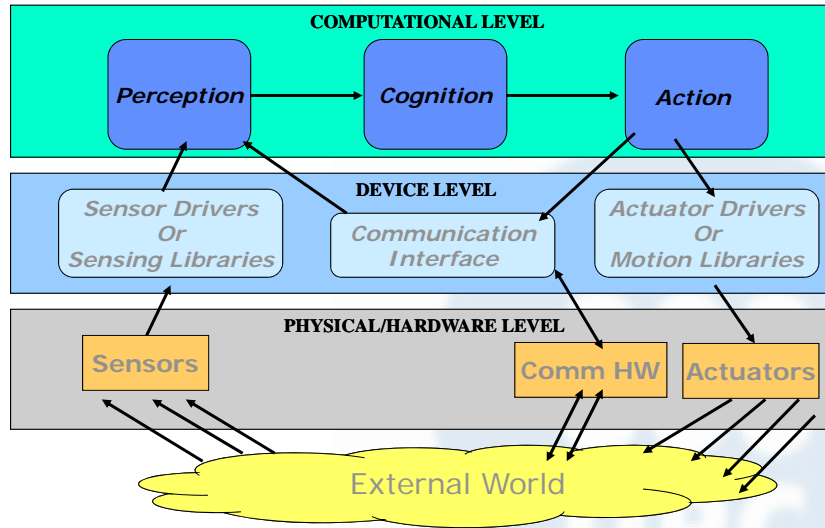 COMPUTATIONAL LEVEL
Perception
Cognition
Action
DEVICE LEVEL
Sensor Drivers
Or
Sensing Libraries
Communication
Interface
Actuator Drivers
Or
Motion Libraries
PHYSICAL/HARDWARE LEVEL
Sensors
Comm HW
Actuators
External World